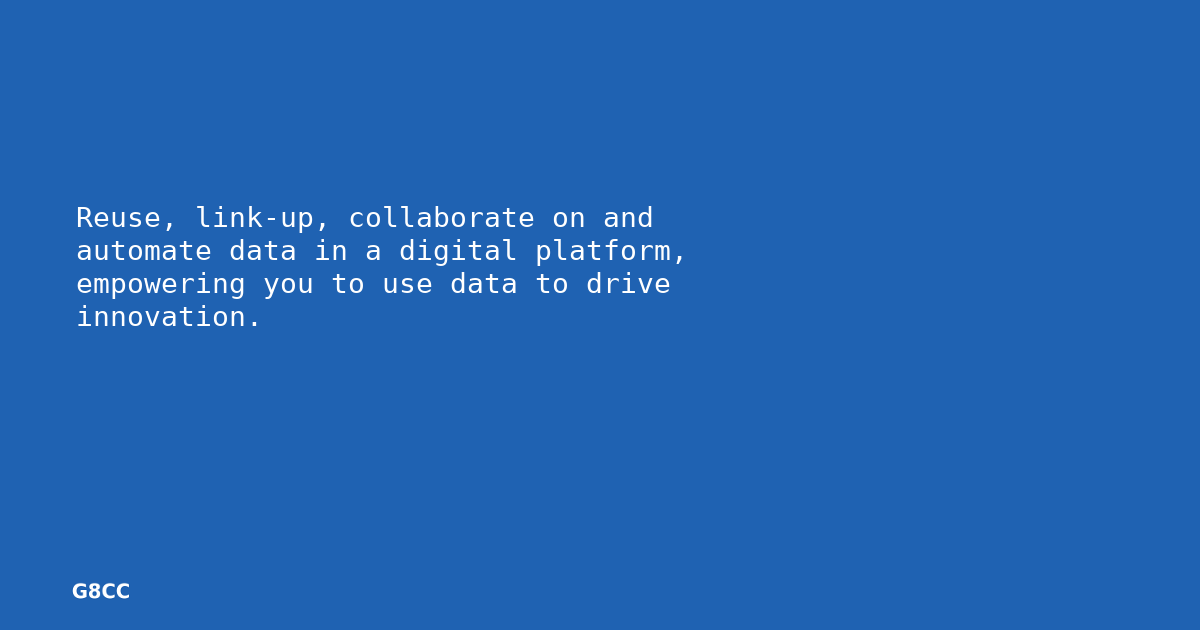 Reuse, link-up, collaborate on and
automate data in a digital platform,
empowering you to use data to drive
innovation.
G8CC